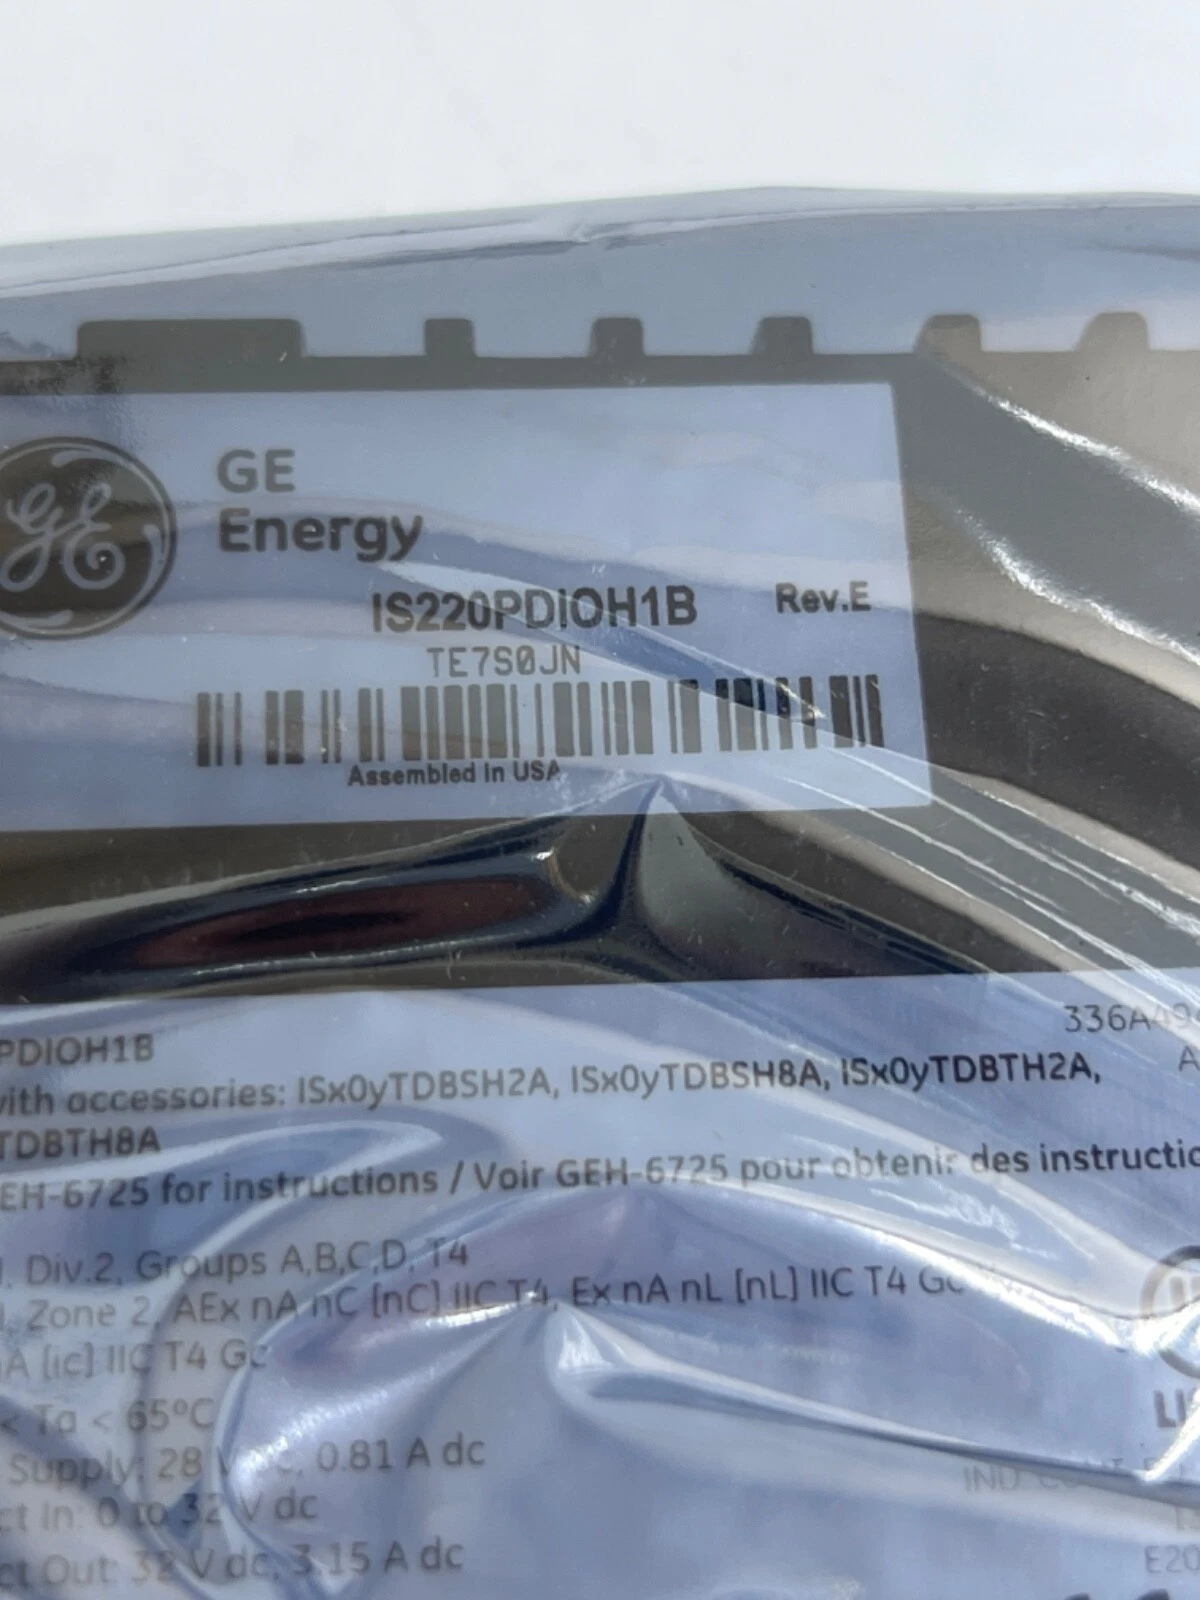 GE
Energy
IS220PDIOH1B Rev.E
TE7S0JN
Assembled in USA
336A494
PDIOH1B
with accessories: ISx0yTDBSH2A, ISx0yTDBSH8A, ISx0yTDBTH2A,
TDBTH8A
EH-6725 for instructions / Voir GEH-6725 pour obtenir des instructio
, Div.2, Groups A,B,C,D, T4
, Zone 2, AEx nA nC [nC] IIC T4, Ex nA nL [nL] IIC T4 Gc
A [ic] IIC T4 Gc
< Ta < 65°C
Supply: 28 0.81 A dc
ct In: 0 to 32 V dc
ct Out: 32 V dc, 3.15 A dc
E20